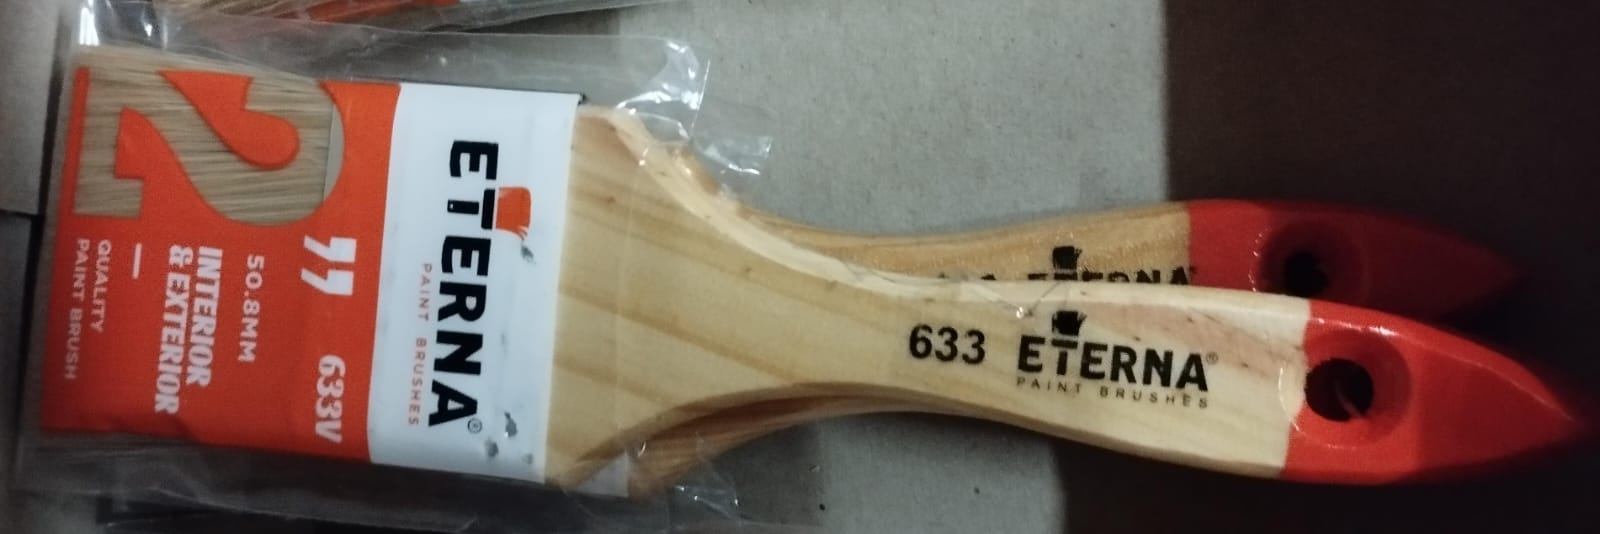 2"
50.8MM
633V
INTERIOR
& EXTERIOR
QUALITY
PAINT BRUSH
ETERNA®
PAINT BRUSHES
633 ETERNA®
PAINT BRUSHES
ETERNA